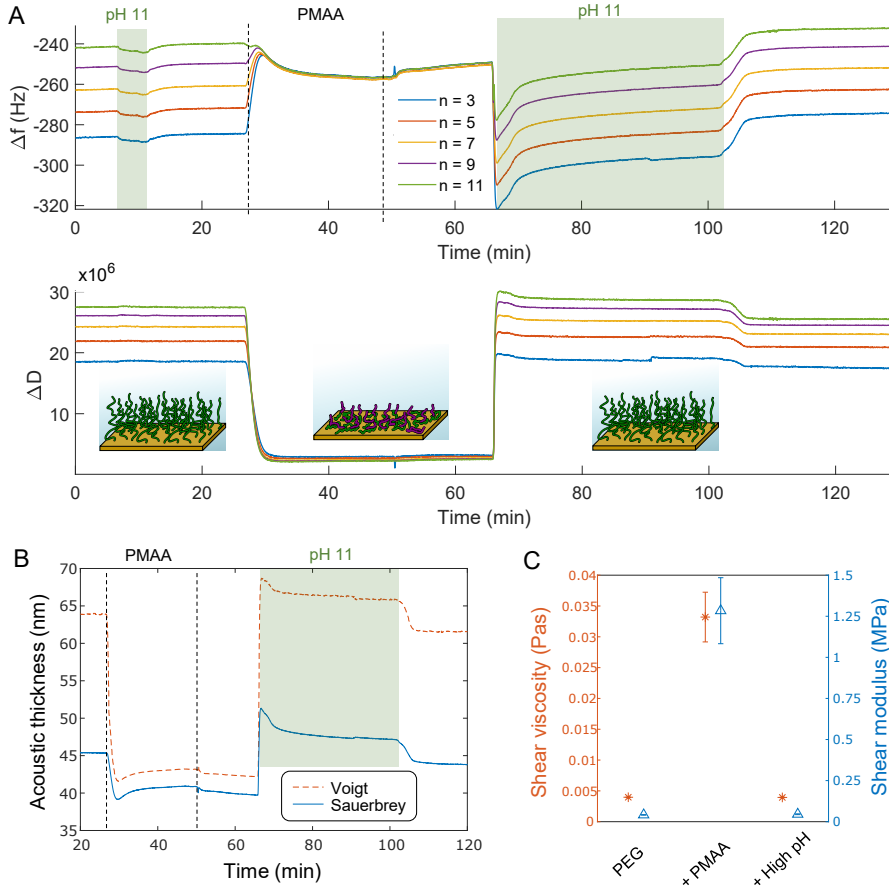 A
pH 11
PMAA
pH 11
Δf (Hz)
-240
-260
-280
-300
-320
n = 3
n = 5
n = 7
n = 9
n = 11
0
20
40
60
80
100
120
Time (min)
x10⁶
ΔD
30
20
10
0
20
40
60
80
100
120
Time (min)
B
PMAA
pH 11
Acoustic thickness (nm)
70
65
60
55
50
45
40
35
Voigt
Sauerbrey
20
40
60
80
100
120
Time (min)
C
Shear viscosity (Pas)
0.04
0.035
0.03
0.025
0.02
0.015
0.01
0.005
0
Shear modulus (MPa)
1.5
1.25
1
0.75
0.5
0.25
0
PEG
+ PMAA
+ High pH